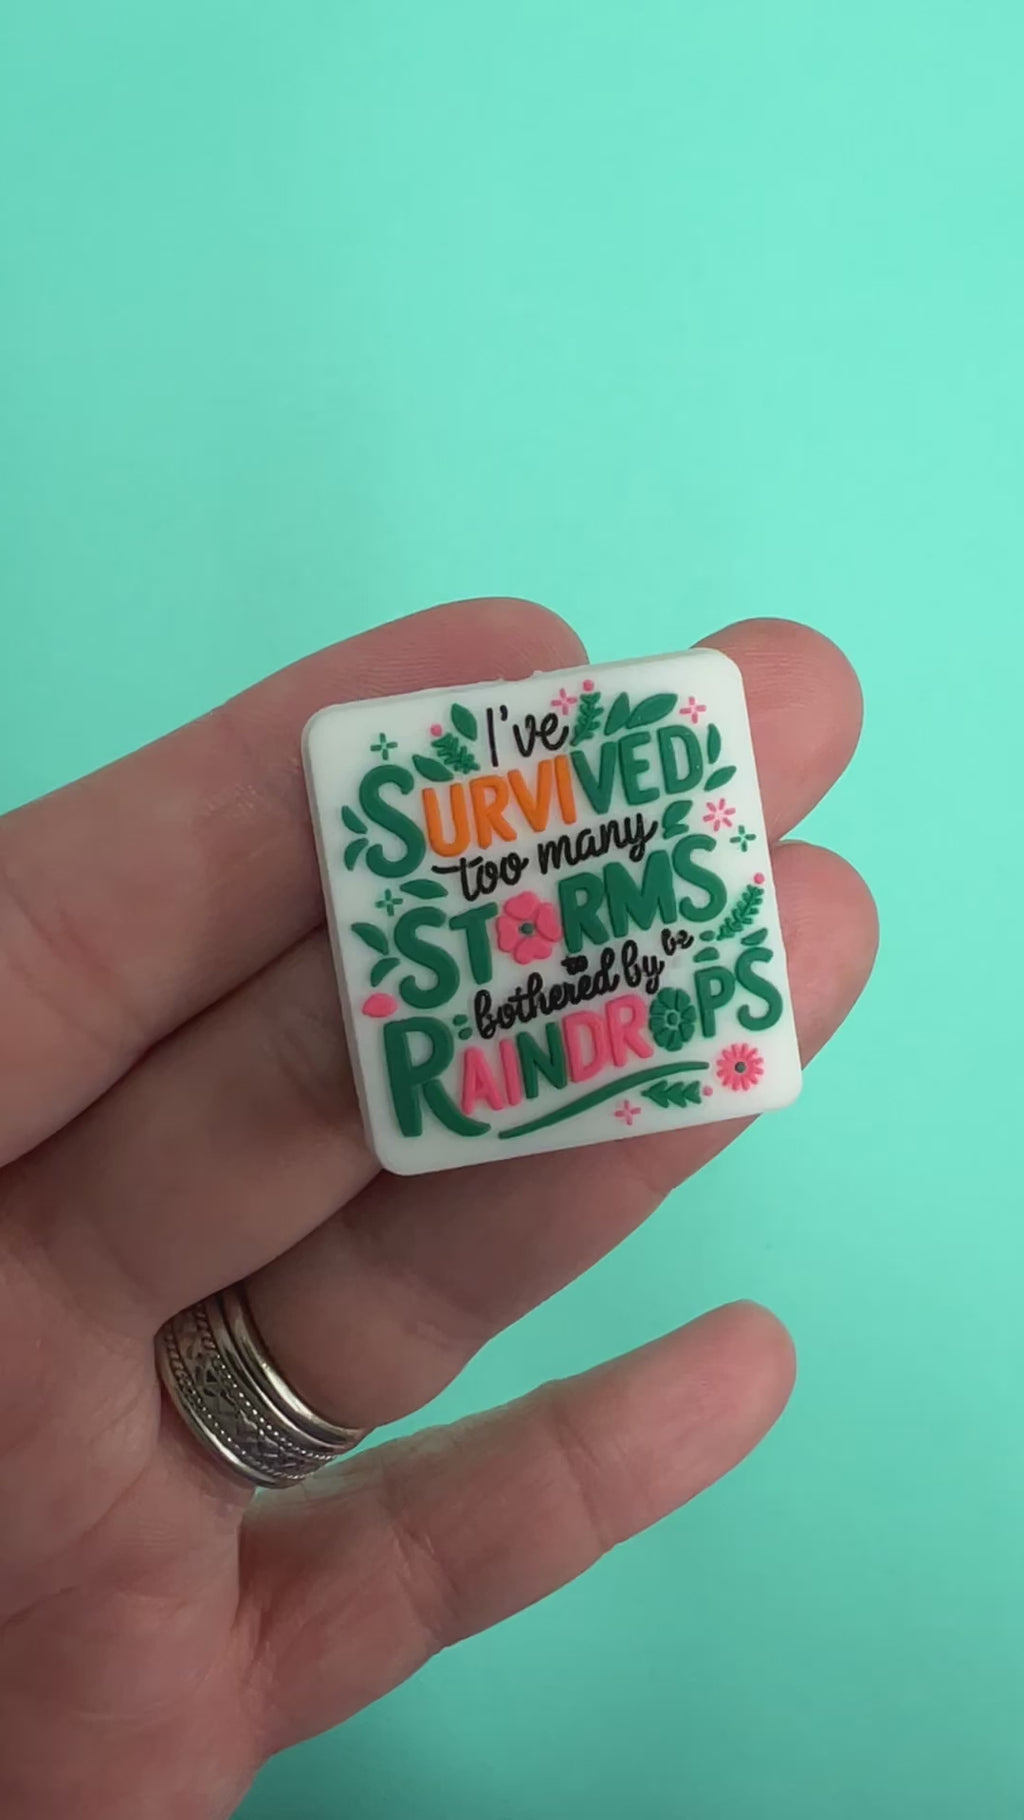 I've
SURVIVED
too many
STORMS
to be
bothered by
RAINDROPS